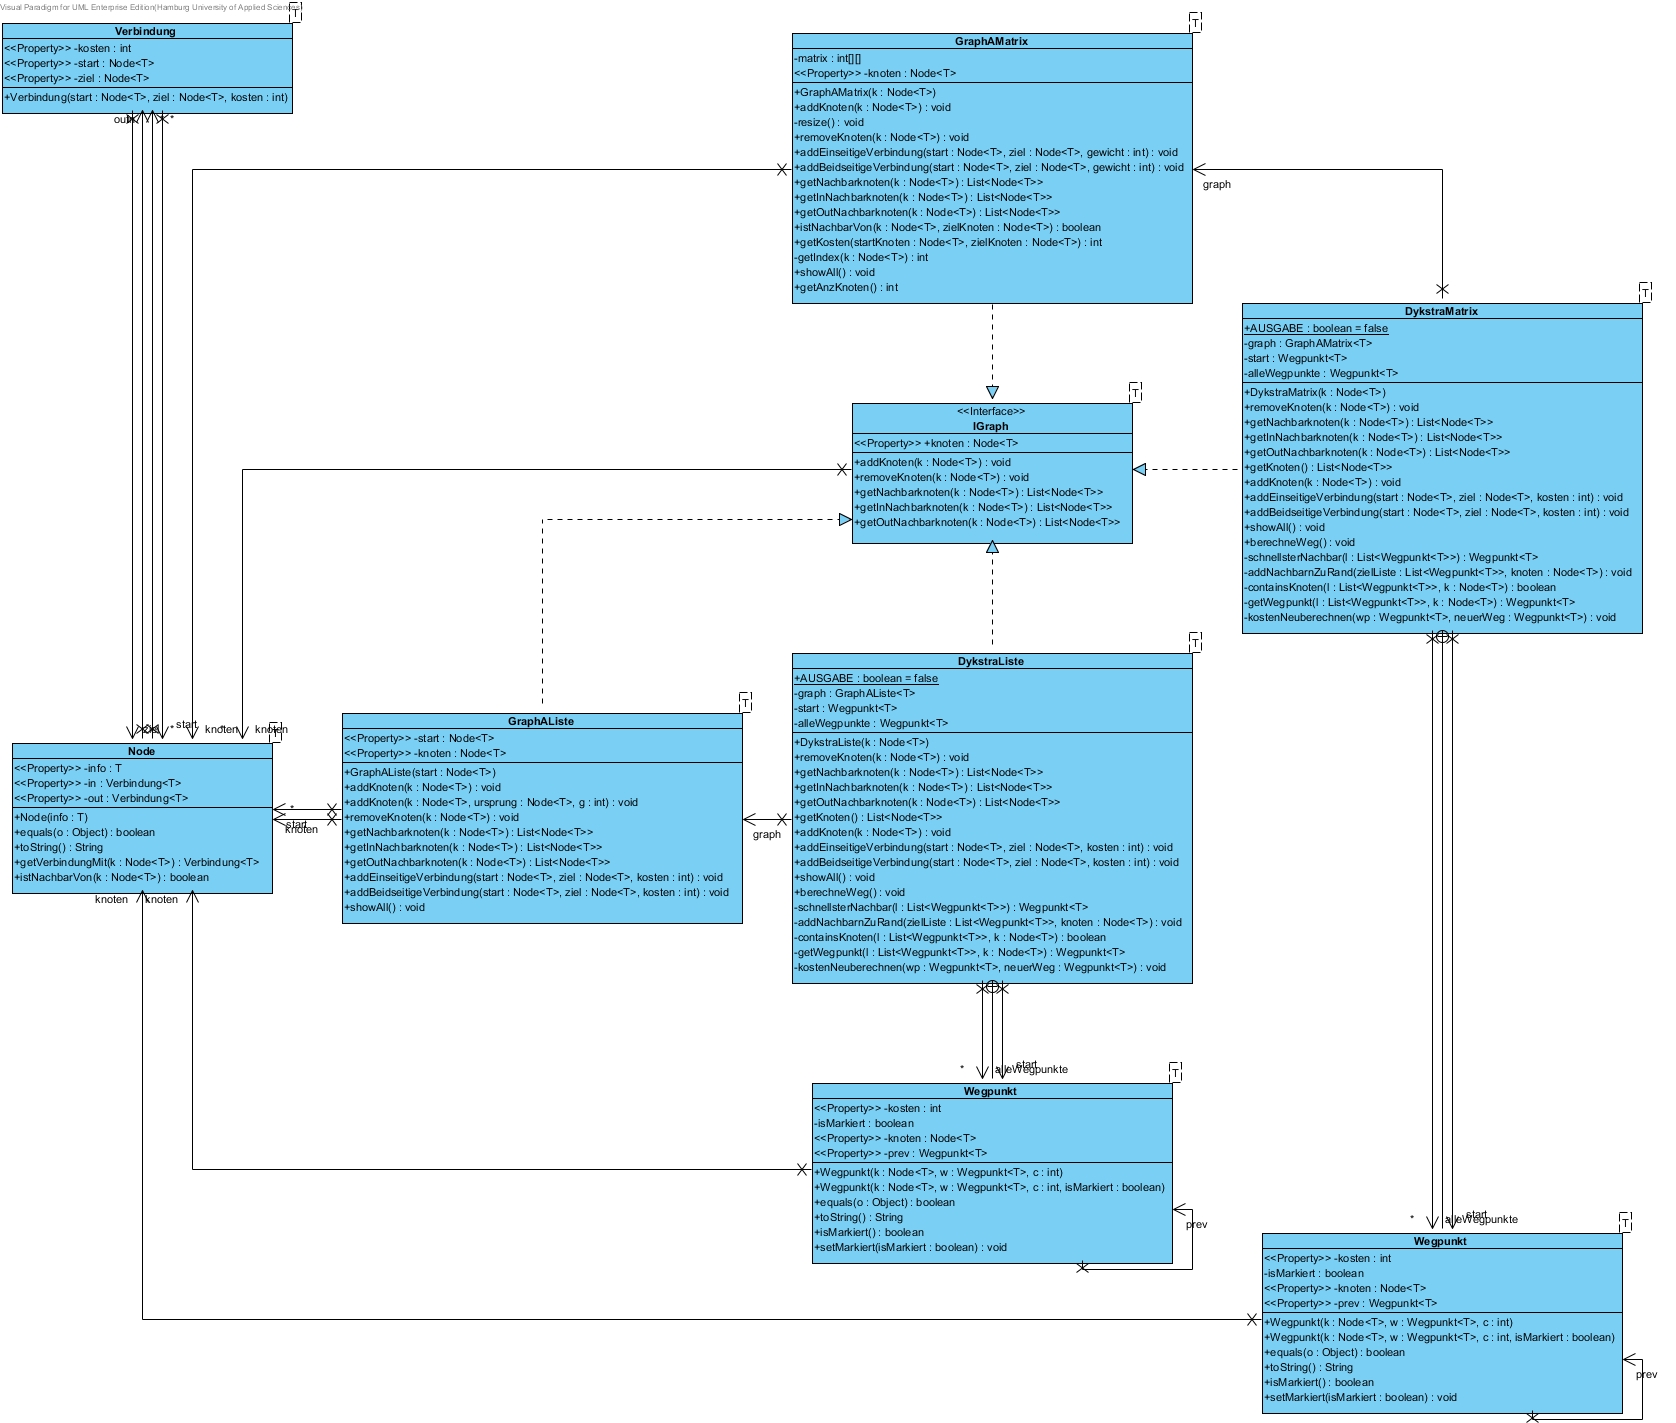 Visual Paradigm for UML Enterprise Edition(Hamburg University of Applied Sciences)
T
Verbindung
<<Property>> -kosten : int
<<Property>> -start : Node<T>
<<Property>> -ziel : Node<T>
+Verbindung(start : Node<T>, ziel : Node<T>, kosten : int)
*
T
GraphAMatrix
-matrix : int[][]
<<Property>> -knoten : Node<T>
+GraphAMatrix(k : Node<T>)
+addKnoten(k : Node<T>) : void
-resize() : void
+removeKnoten(k : Node<T>) : void
+addEinseitigeVerbindung(start : Node<T>, ziel : Node<T>, gewicht : int) : void
+addBeidseitigeVerbindung(start : Node<T>, ziel : Node<T>, gewicht : int) : void
+getNachbarknoten(k : Node<T>) : List<Node<T>>
+getInNachbarknoten(k : Node<T>) : List<Node<T>>
+getOutNachbarknoten(k : Node<T>) : List<Node<T>>
+istNachbarVon(k : Node<T>, zielKnoten : Node<T>) : boolean
+getKosten(startKnoten : Node<T>, zielKnoten : Node<T>) : int
-getIndex(k : Node<T>) : int
+showAll() : void
+getAnzKnoten() : int
graph
T
DykstraMatrix
+AUSGABE : boolean = false
-graph : GraphAMatrix<T>
-start : Wegpunkt<T>
-alleWegpunkte : Wegpunkt<T>
+DykstraMatrix(k : Node<T>)
+removeKnoten(k : Node<T>) : void
+getNachbarknoten(k : Node<T>) : List<Node<T>>
+getInNachbarknoten(k : Node<T>) : List<Node<T>>
+getOutNachbarknoten(k : Node<T>) : List<Node<T>>
+getKnoten() : List<Node<T>>
+addKnoten(k : Node<T>) : void
+addEinseitigeVerbindung(start : Node<T>, ziel : Node<T>, kosten : int) : void
+addBeidseitigeVerbindung(start : Node<T>, ziel : Node<T>, kosten : int) : void
+showAll() : void
+berechneWeg() : void
-schnellsterNachbar(l : List<Wegpunkt<T>>) : Wegpunkt<T>
-addNachbarnZuRand(zielListe : List<Wegpunkt<T>>, knoten : Node<T>) : void
-containsKnoten(l : List<Wegpunkt<T>>, k : Node<T>) : boolean
-getWegpunkt(l : List<Wegpunkt<T>>, k : Node<T>) : Wegpunkt<T>
-kostenNeuberechnen(wp : Wegpunkt<T>, neuerWeg : Wegpunkt<T>) : void
T
<<Interface>>
IGraph
<<Property>> +knoten : Node<T>
+addKnoten(k : Node<T>) : void
+removeKnoten(k : Node<T>) : void
+getNachbarknoten(k : Node<T>) : List<Node<T>>
+getInNachbarknoten(k : Node<T>) : List<Node<T>>
+getOutNachbarknoten(k : Node<T>) : List<Node<T>>
* start knoten knoten
T
Node
<<Property>> -info : T
<<Property>> -in : Verbindung<T>
<<Property>> -out : Verbindung<T>
+Node(info : T)
+equals(o : Object) : boolean
+toString() : String
+getVerbindungMit(k : Node<T>) : Verbindung<T>
+istNachbarVon(k : Node<T>) : boolean
knoten knoten
*
start
knoten
T
GraphAListe
<<Property>> -start : Node<T>
<<Property>> -knoten : Node<T>
+GraphAListe(start : Node<T>)
+addKnoten(k : Node<T>) : void
+addKnoten(k : Node<T>, ursprung : Node<T>, g : int) : void
+removeKnoten(k : Node<T>) : void
+getNachbarknoten(k : Node<T>) : List<Node<T>>
+getInNachbarknoten(k : Node<T>) : List<Node<T>>
+getOutNachbarknoten(k : Node<T>) : List<Node<T>>
+addEinseitigeVerbindung(start : Node<T>, ziel : Node<T>, kosten : int) : void
+addBeidseitigeVerbindung(start : Node<T>, ziel : Node<T>, kosten : int) : void
+showAll() : void
graph
T
DykstraListe
+AUSGABE : boolean = false
-graph : GraphAListe<T>
-start : Wegpunkt<T>
-alleWegpunkte : Wegpunkt<T>
+DykstraListe(k : Node<T>)
+removeKnoten(k : Node<T>) : void
+getNachbarknoten(k : Node<T>) : List<Node<T>>
+getInNachbarknoten(k : Node<T>) : List<Node<T>>
+getOutNachbarknoten(k : Node<T>) : List<Node<T>>
+getKnoten() : List<Node<T>>
+addKnoten(k : Node<T>) : void
+addEinseitigeVerbindung(start : Node<T>, ziel : Node<T>, kosten : int) : void
+addBeidseitigeVerbindung(start : Node<T>, ziel : Node<T>, kosten : int) : void
+showAll() : void
+berechneWeg() : void
-schnellsterNachbar(l : List<Wegpunkt<T>>) : Wegpunkt<T>
-addNachbarnZuRand(zielListe : List<Wegpunkt<T>>, knoten : Node<T>) : void
-containsKnoten(l : List<Wegpunkt<T>>, k : Node<T>) : boolean
-getWegpunkt(l : List<Wegpunkt<T>>, k : Node<T>) : Wegpunkt<T>
-kostenNeuberechnen(wp : Wegpunkt<T>, neuerWeg : Wegpunkt<T>) : void
start
* alleWegpunkte
T
Wegpunkt
<<Property>> -kosten : int
-isMarkiert : boolean
<<Property>> -knoten : Node<T>
<<Property>> -prev : Wegpunkt<T>
+Wegpunkt(k : Node<T>, w : Wegpunkt<T>, c : int)
+Wegpunkt(k : Node<T>, w : Wegpunkt<T>, c : int, isMarkiert : boolean)
+equals(o : Object) : boolean
+toString() : String
+isMarkiert() : boolean
+setMarkiert(isMarkiert : boolean) : void
prev
start
* alleWegpunkte
T
Wegpunkt
<<Property>> -kosten : int
-isMarkiert : boolean
<<Property>> -knoten : Node<T>
<<Property>> -prev : Wegpunkt<T>
+Wegpunkt(k : Node<T>, w : Wegpunkt<T>, c : int)
+Wegpunkt(k : Node<T>, w : Wegpunkt<T>, c : int, isMarkiert : boolean)
+equals(o : Object) : boolean
+toString() : String
+isMarkiert() : boolean
+setMarkiert(isMarkiert : boolean) : void
prev